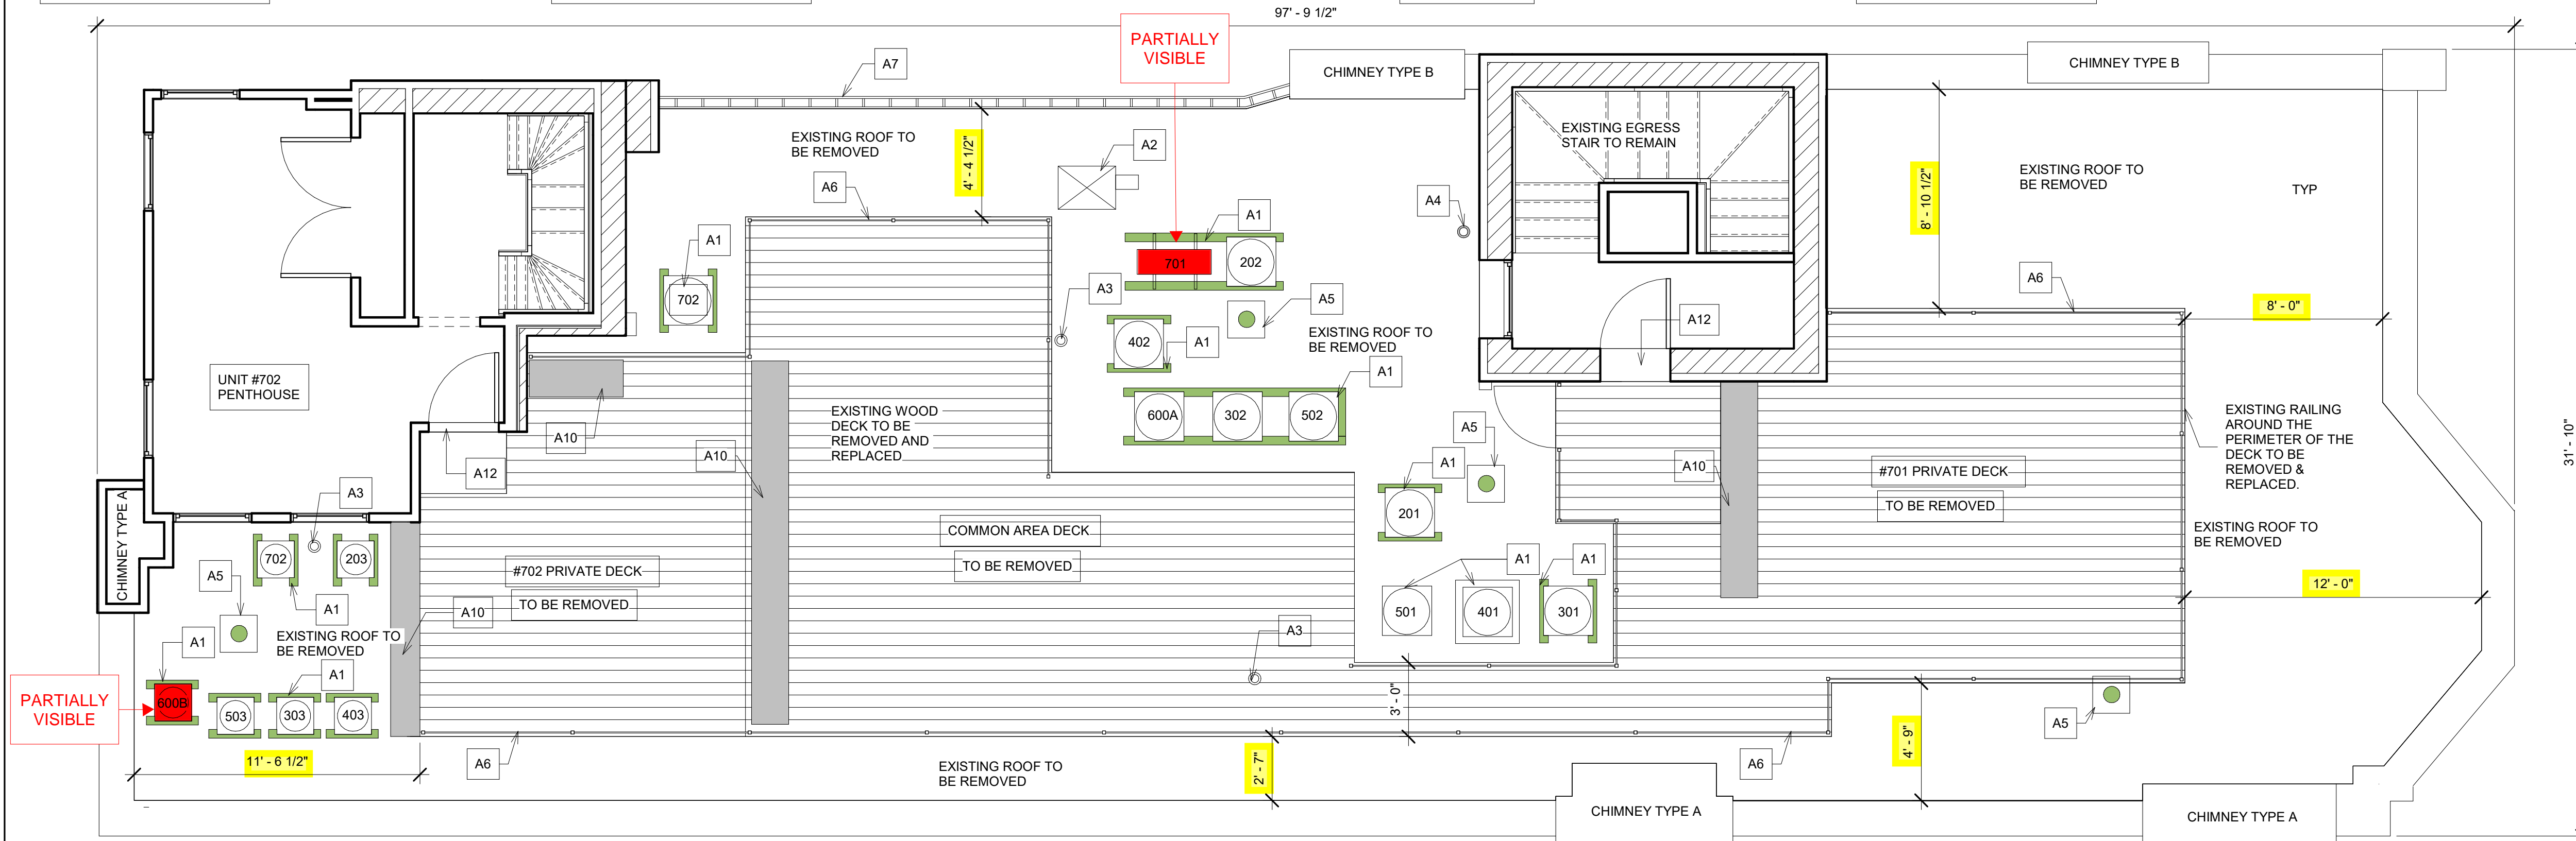 97' - 9 1/2"
PARTIALLY
VISIBLE
A7
CHIMNEY TYPE B
CHIMNEY TYPE B
EXISTING ROOF TO
BE REMOVED
4' - 4 1/2"
A2
EXISTING EGRESS
STAIR TO REMAIN
8' - 10 1/2"
EXISTING ROOF TO
BE REMOVED
TYP
A6
A4
A1
A1
701
202
702
A3
A5
A6
8' - 0"
402
A1
EXISTING ROOF TO
BE REMOVED
A12
UNIT #702
PENTHOUSE
A1
600A
302
502
EXISTING WOOD
DECK TO BE
REMOVED AND
REPLACED
A10
A10
A12
A5
A1
A10
#701 PRIVATE DECK
TO BE REMOVED
EXISTING RAILING
AROUND THE
PERIMETER OF THE
DECK TO BE
REMOVED &
REPLACED.
31' - 10"
CHIMNEY TYPE A
A3
201
COMMON AREA DECK
TO BE REMOVED
EXISTING ROOF TO
BE REMOVED
702
203
A5
A1
#702 PRIVATE DECK
TO BE REMOVED
A10
A1
A1
501
401
301
12' - 0"
A1
EXISTING ROOF TO
BE REMOVED
A3
A1
PARTIALLY
VISIBLE
600B
503
303
403
3' - 0"
A5
11' - 6 1/2"
A6
EXISTING ROOF TO
BE REMOVED
2' - 7"
A6
4' - 9"
CHIMNEY TYPE A
CHIMNEY TYPE A